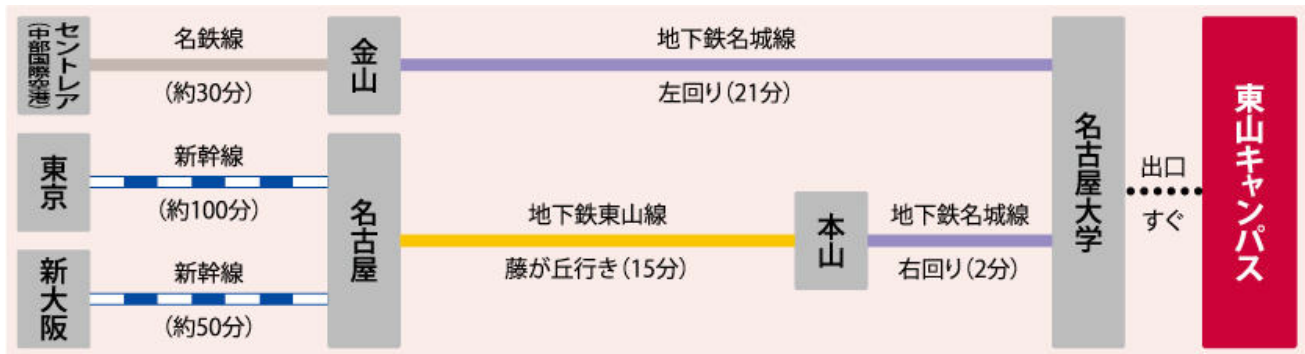 セントレア
(中部国際空港)
名鉄線
(約30分)
金山
地下鉄名城線
左回り(21分)
東京
新幹線
(約100分)
新大阪
新幹線
(約50分)
名古屋
地下鉄東山線
藤が丘行き(15分)
本山
地下鉄名城線
右回り(2分)
名古屋大学
出口
すぐ
東山キャンパス